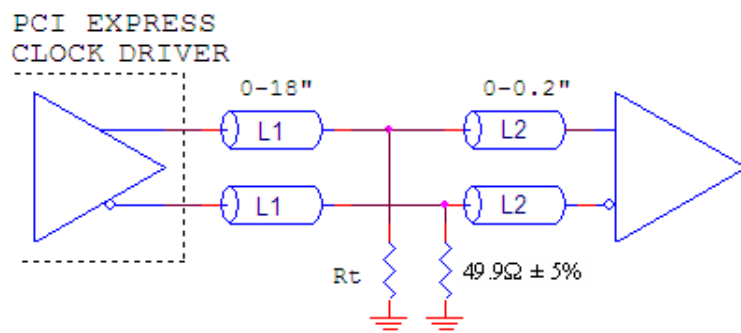 PCI EXPRESS
CLOCK DRIVER
0-18"
0-0.2"
L1
L2
L1
L2
Rt
49.9Ω ± 5%